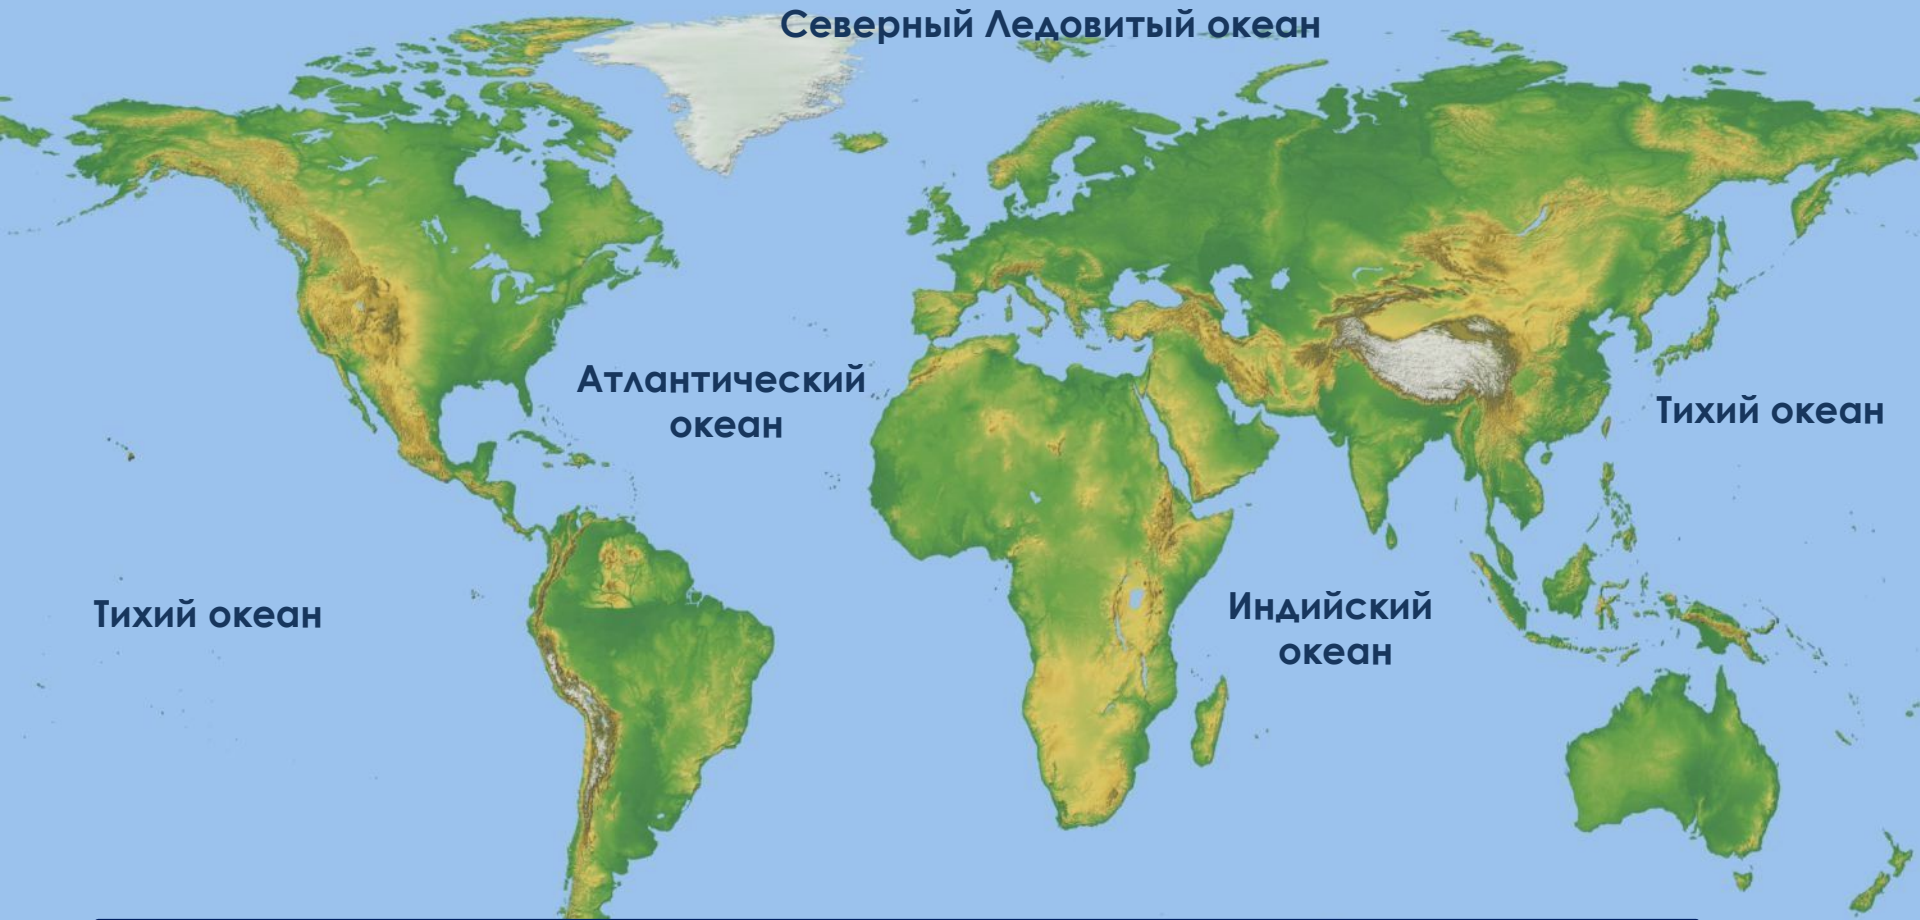 Северный Ледовитый океан
Атлантический
океан
Тихий океан
Тихий океан
Индийский
океан